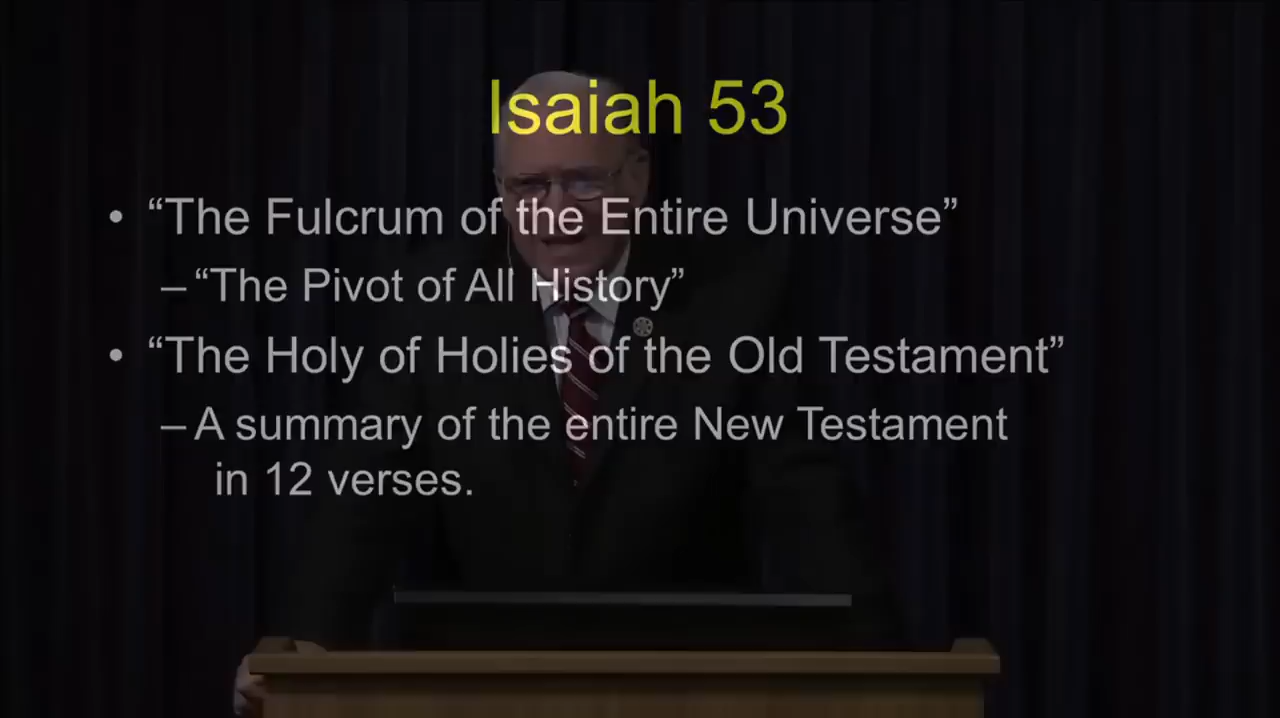 Isaiah 53
• “The Fulcrum of the Entire Universe”
– “The Pivot of All History”
• “The Holy of Holies of the Old Testament”
– A summary of the entire New Testament
in 12 verses.